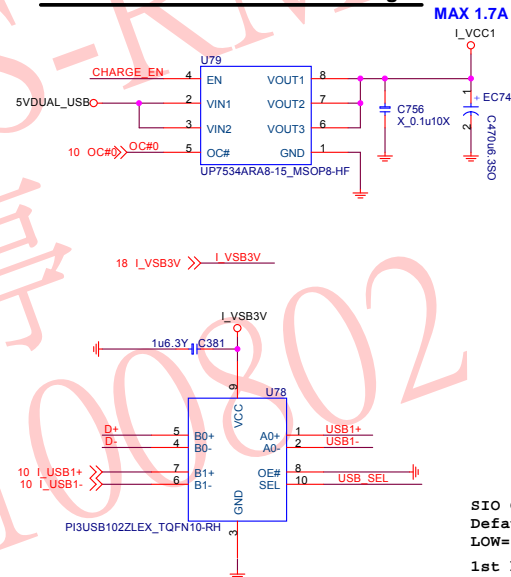 MAX 1.7A
I_VCC1
U79
CHARGE_EN 4 EN VOUT1 8
5VDUAL_USB 2 VIN1 VOUT2 7
3 VIN2 VOUT3 6
10 OC#0 OC#0 5 OC# GND 1
UP7534ARA8-15_MSOP8-HF
C756
X_0.1u10X
1
+ EC74
2
C470u6.3SO
18 I_VSB3V I_VSB3V
I_VSB3V
1u6.3Y C381
9
U78
VCC
D+ 5 B0+ A0+ 1 USB1+
D- 4 B0- A0- 2 USB1-
10 I_USB1+ 7 B1+ OE# 8
10 I_USB1- 6 B1- SEL 10 USB_SEL
GND
PI3USB102ZLEX_TQFN10-RH
3
SIO
LOW=
1st
100802